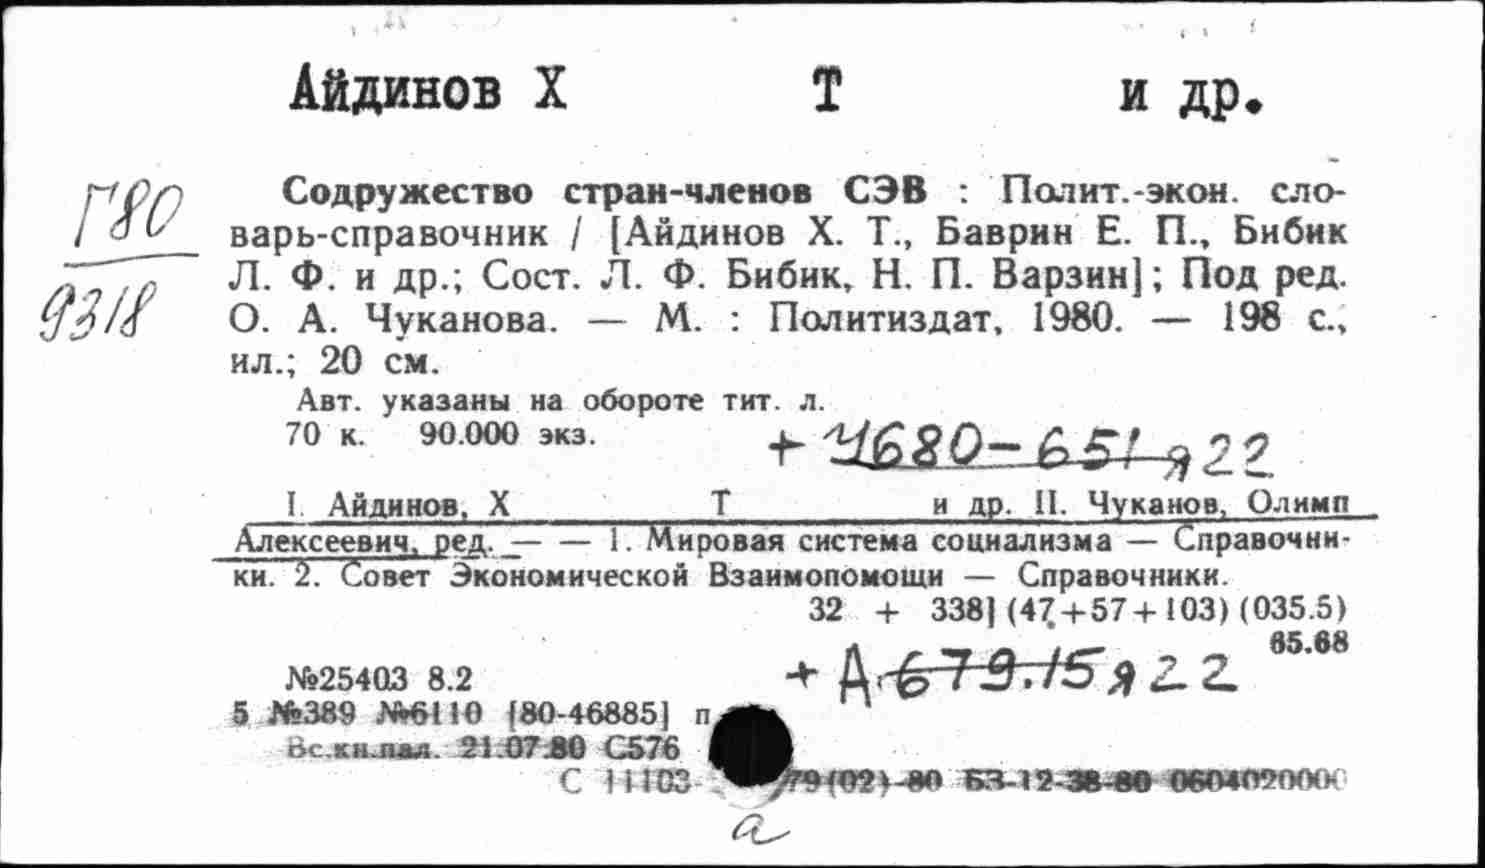 Айдинов Х Т и др.
Г80
9318
Содружество стран-членов СЭВ : Полит.-экон. сло-
варь-справочник / [Айдинов Х. Т., Баврин Е. П., Бибик
Л. Ф. и др.; Сост. Л. Ф. Бибик, Н. П. Варзин]; Под ред.
О. А. Чуканова. — М. : Политиздат, 1980. — 198 с.,
ил.; 20 см.
Авт. указаны на обороте тит. л.
70 к. 90.000 экз.
+ Ч680-651 я22
I. Айдинов, Х Т и др. II. Чуканов, Олимп
Алексеевич, ред. — — 1. Мировая система социализма — Справочни-
ки. 2. Совет Экономической Взаимопомощи — Справочники.
32 + 338] (47+57+103) (035.5)
65.68
+ Д 679.15 я22
№25403 8.2
5 №389 №6110 [80-46885] п
Вс.кн.пал. 21.07.80 С576
С 11103- 79(02)-80 БЗ-12-38-80 0604020000
а